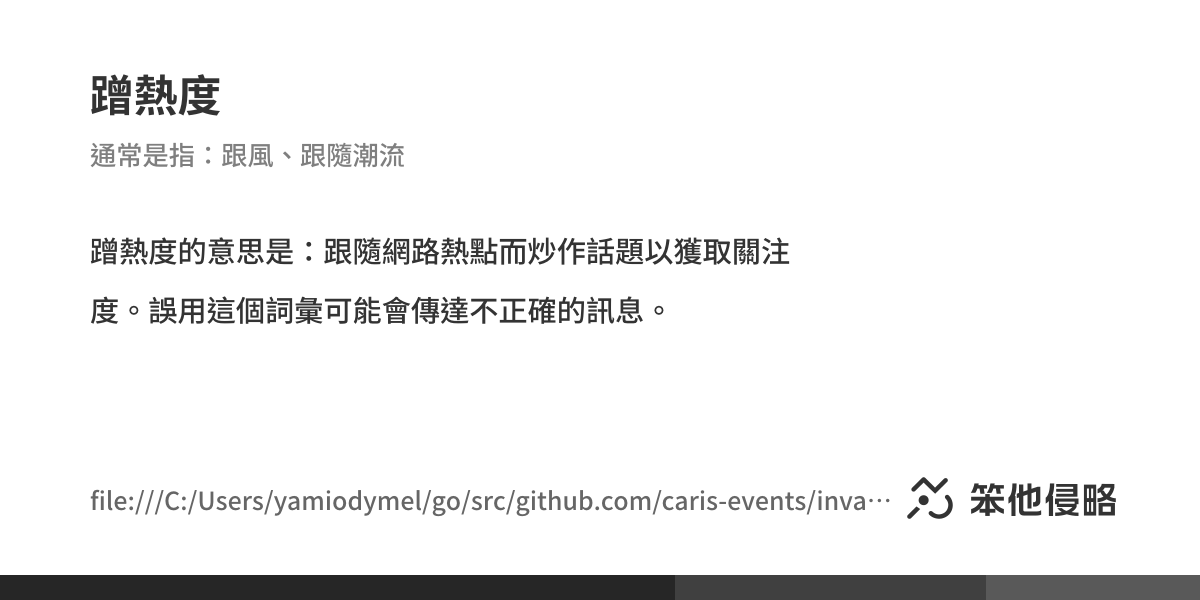 蹭熱度
通常是指：跟風、跟隨潮流
蹭熱度的意思是：跟隨網路熱點而炒作話題以獲取關注
度。誤用這個詞彙可能會傳達不正確的訊息。
file:///C:/Users/yamiodymel/go/src/github.com/caris-events/inva…
笨他侵略